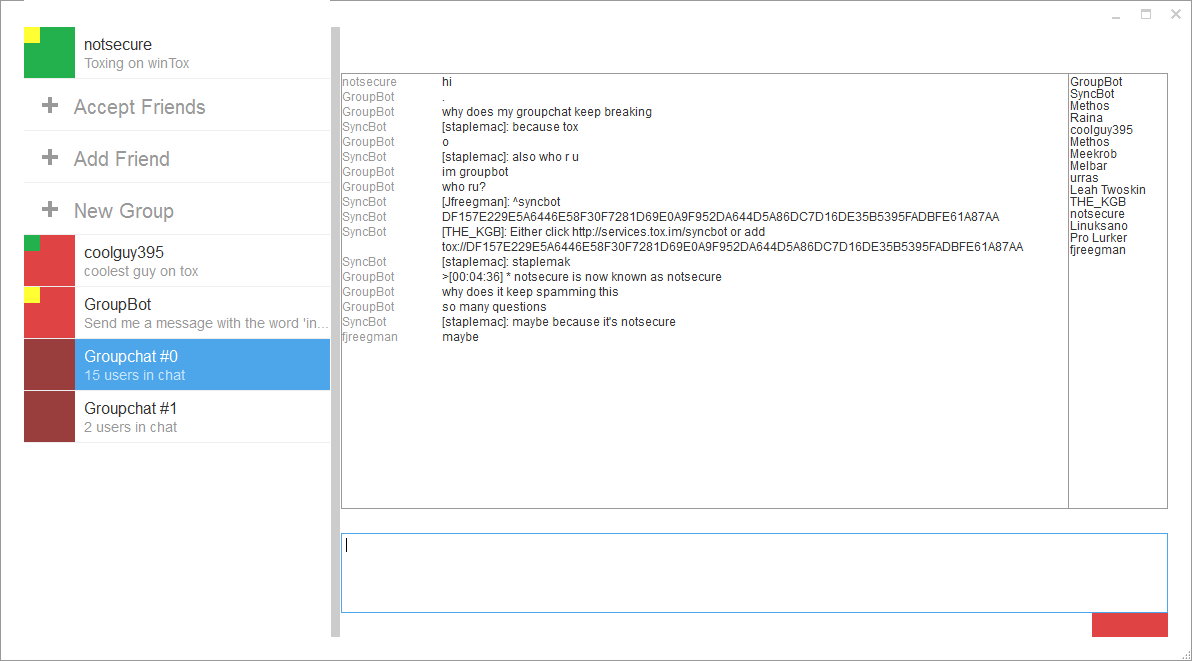 notsecure
Toxing on winTox
Accept Friends
Add Friend
New Group
coolguy395
coolest guy on tox
GroupBot
Send me a message with the word 'in...
Groupchat #0
15 users in chat
Groupchat #1
2 users in chat
notsecure hi
GroupBot .
GroupBot why does my groupchat keep breaking
SyncBot [staplemac]: because tox
GroupBot o
SyncBot [staplemac]: also who r u
GroupBot im groupbot
GroupBot who ru?
SyncBot [Jfreegman]: ^syncbot
SyncBot DF157E229E5A6446E58F30F7281D69E0A9F952DA644D5A86DC7D16DE35B5395FADBFE61A87AA
SyncBot [THE_KGB]: Either click http://services.tox.im/syncbot or add
tox://DF157E229E5A6446E58F30F7281D69E0A9F952DA644D5A86DC7D16DE35B5395FADBFE61A87AA
SyncBot [staplemac]: staplemak
GroupBot >[00:04:36] * notsecure is now known as notsecure
GroupBot why does it keep spamming this
GroupBot so many questions
SyncBot [staplemac]: maybe because it's notsecure
fjreegman maybe
GroupBot
SyncBot
Methos
Raina
coolguy395
Methos
Meekrob
Melbar
urras
Leah Twoskin
THE_KGB
notsecure
Linuksano
Pro Lurker
fjreegman